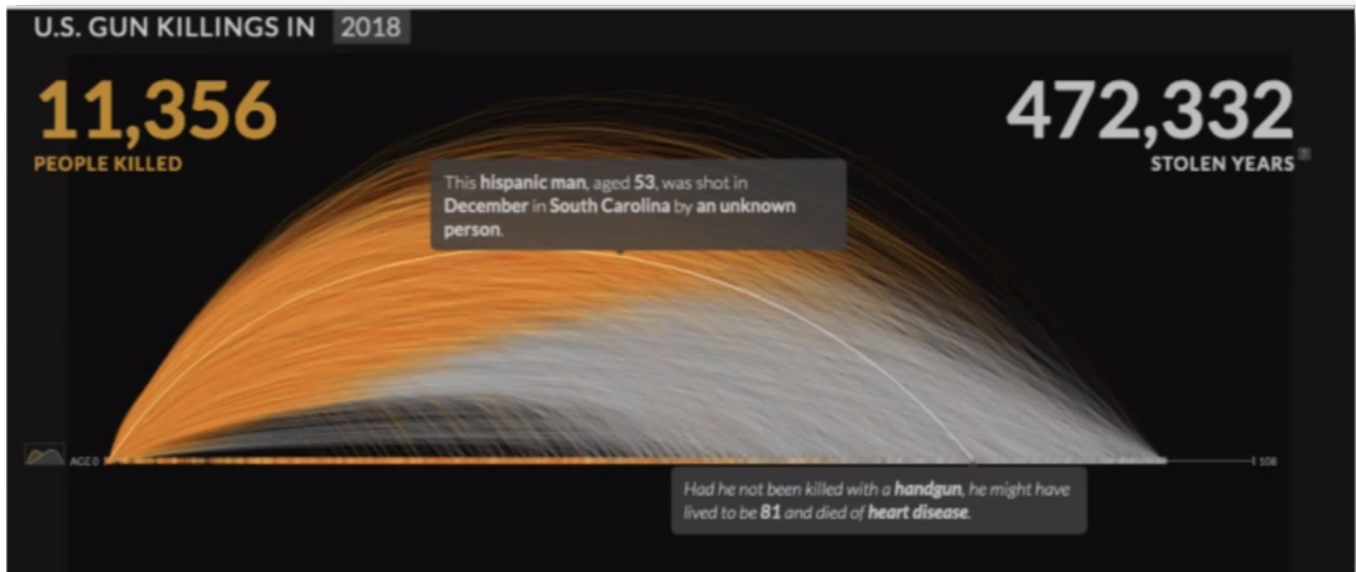 U.S. GUN KILLINGS IN 2018
11,356
PEOPLE KILLED
472,332
STOLEN YEARS ?
This hispanic man, aged 53, was shot in
December in South Carolina by an unknown
person.
AGE 0
108
Had he not been killed with a handgun, he might have
lived to be 81 and died of heart disease.